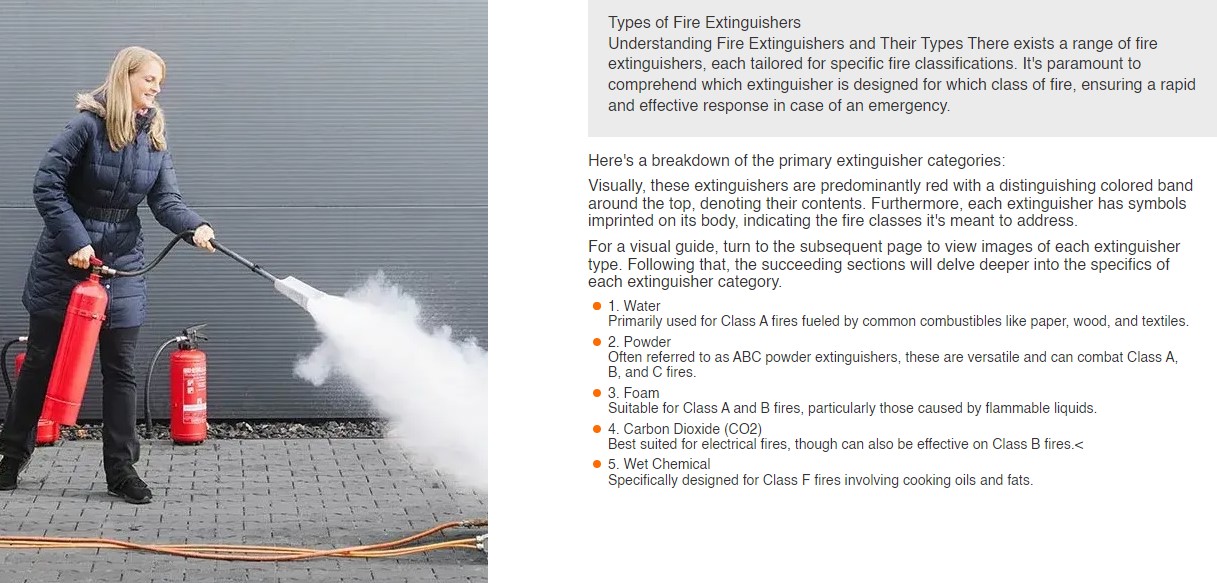 Types of Fire Extinguishers
Understanding Fire Extinguishers and Their Types There exists a range of fire
extinguishers, each tailored for specific fire classifications. It's paramount to
comprehend which extinguisher is designed for which class of fire, ensuring a rapid
and effective response in case of an emergency.
Here's a breakdown of the primary extinguisher categories:
Visually, these extinguishers are predominantly red with a distinguishing colored band
around the top, denoting their contents. Furthermore, each extinguisher has symbols
imprinted on its body, indicating the fire classes it's meant to address.
For a visual guide, turn to the subsequent page to view images of each extinguisher
type. Following that, the succeeding sections will delve deeper into the specifics of
each extinguisher category.
1. Water
Primarily used for Class A fires fueled by common combustibles like paper, wood, and textiles.
2. Powder
Often referred to as ABC powder extinguishers, these are versatile and can combat Class A,
B, and C fires.
3. Foam
Suitable for Class A and B fires, particularly those caused by flammable liquids.
4. Carbon Dioxide (CO2)
Best suited for electrical fires, though can also be effective on Class B fires.<
5. Wet Chemical
Specifically designed for Class F fires involving cooking oils and fats.